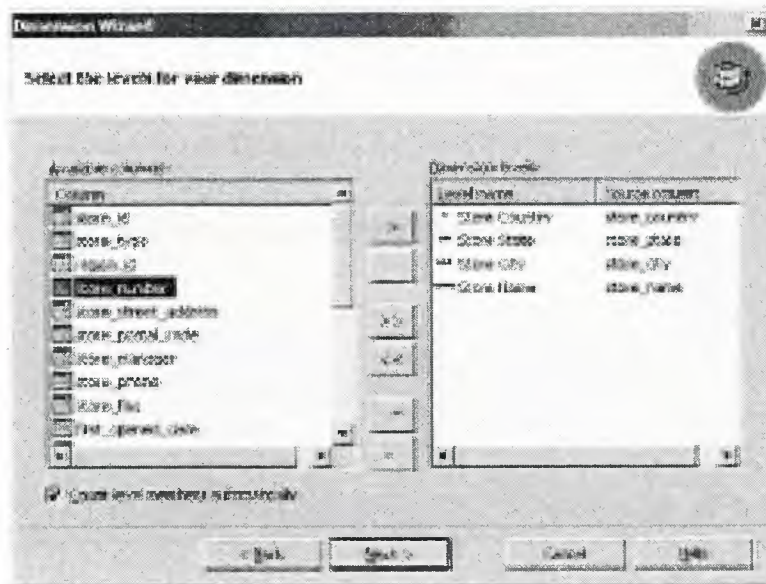 Dimension Wizard
Select the levels for your dimension
Available columns:
Column
store_id
store_type
region_id
store_number
store_street_address
store_postal_code
store_manager
store_phone
store_fax
first_opened_date
Dimension levels:
Level name Source column
Store Country store_country
Store State store_state
Store City store_city
Store Name store_name
>
>>
<<
Count level members automatically
< Back Next > Cancel Help